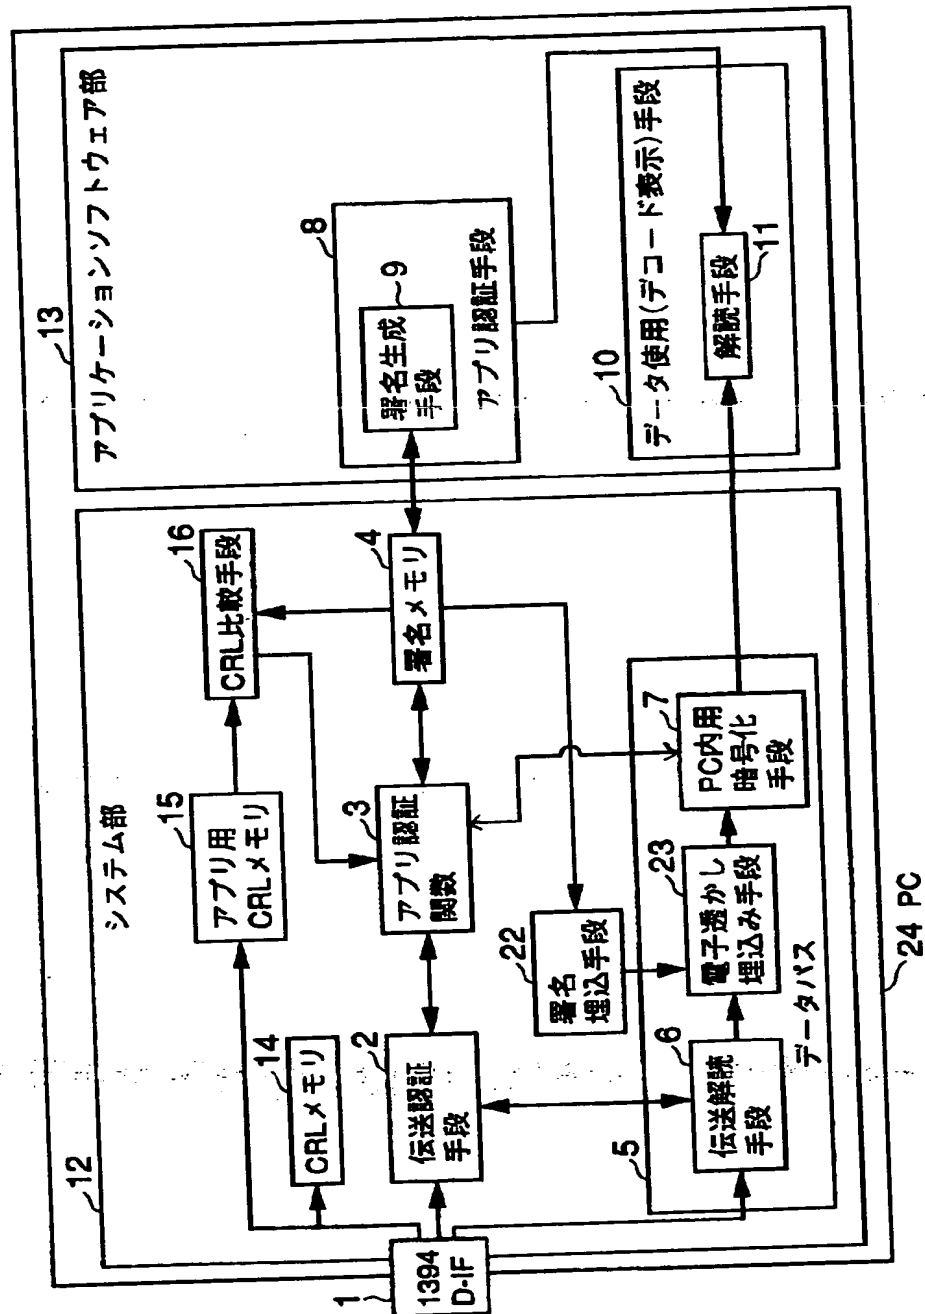 13
アプリケーションソフトウェア部
12
システム部
8
9
署名生成
手段
アプリ認証手段
10
データ使用(デコード表示)手段
解読手段
11
16
CRL比較手段
4
署名メモリ
15
アプリ用
CRLメモリ
3
アプリ認証
関数
14
CRLメモリ
2
伝送認証
手段
22
署名
埋込手段
5
6
伝送解読
手段
23
電子透かし
埋込み手段
7
PC内用
暗号化
手段
データパス
1
1394
D-IF
24 PC